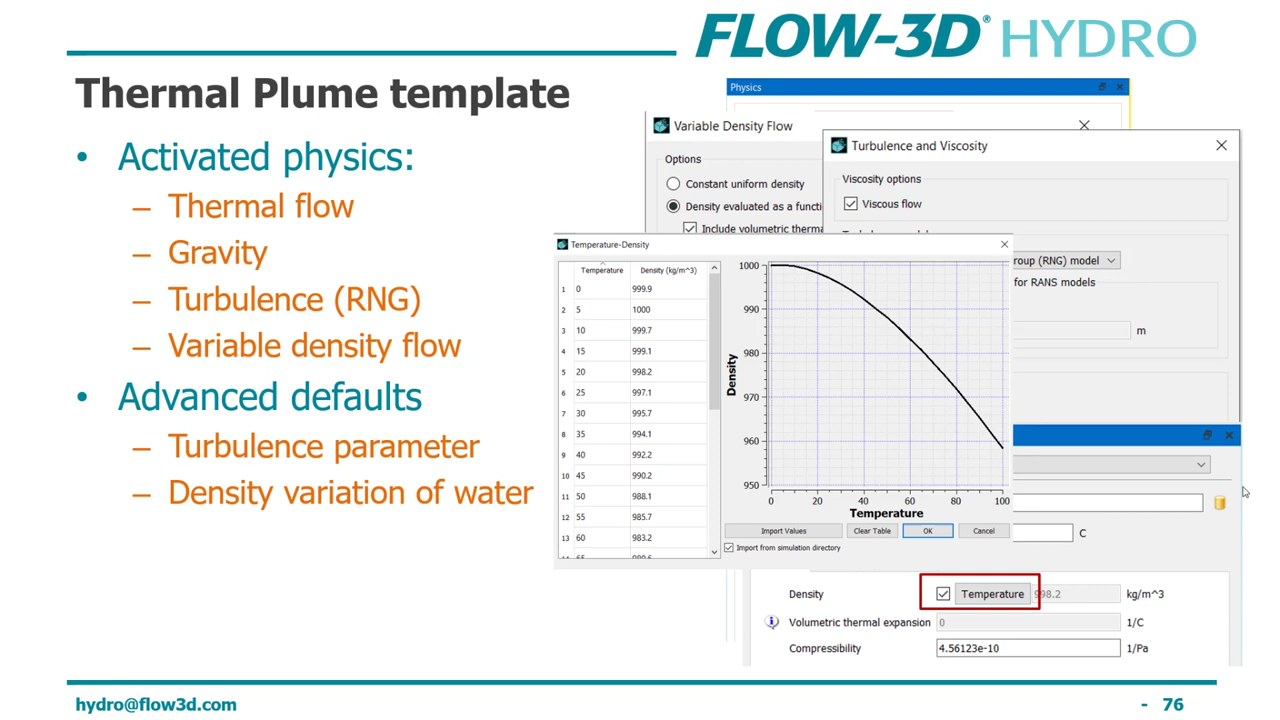 FLOW-3D® HYDRO
Thermal Plume template
• Activated physics:
– Thermal flow
– Gravity
– Turbulence (RNG)
– Variable density flow
• Advanced defaults
– Turbulence parameter
– Density variation of water
Physics
Variable Density Flow
Options
Constant uniform density
Density evaluated as a functi
Include volumetric therma
Turbulence and Viscosity
Viscosity options
Viscous flow
roup (RNG) model
for RANS models
m
Temperature-Density
Temperature Density (kg/m^3)
1 0 999.9
2 5 1000
3 10 999.7
4 15 999.1
5 20 998.2
6 25 997.1
7 30 995.7
8 35 994.1
9 40 992.2
10 45 990.2
11 50 988.1
12 55 985.7
13 60 983.2
1000
990
980
970
960
950
Density
0 20 40 60 80 100
Temperature
Import Values Clear Table OK Cancel
Import from simulation directory
C
Density Temperature 998.2 kg/m^3
Volumetric thermal expansion 0 1/C
Compressibility 4.56123e-10 1/Pa
hydro@flow3d.com
- 76